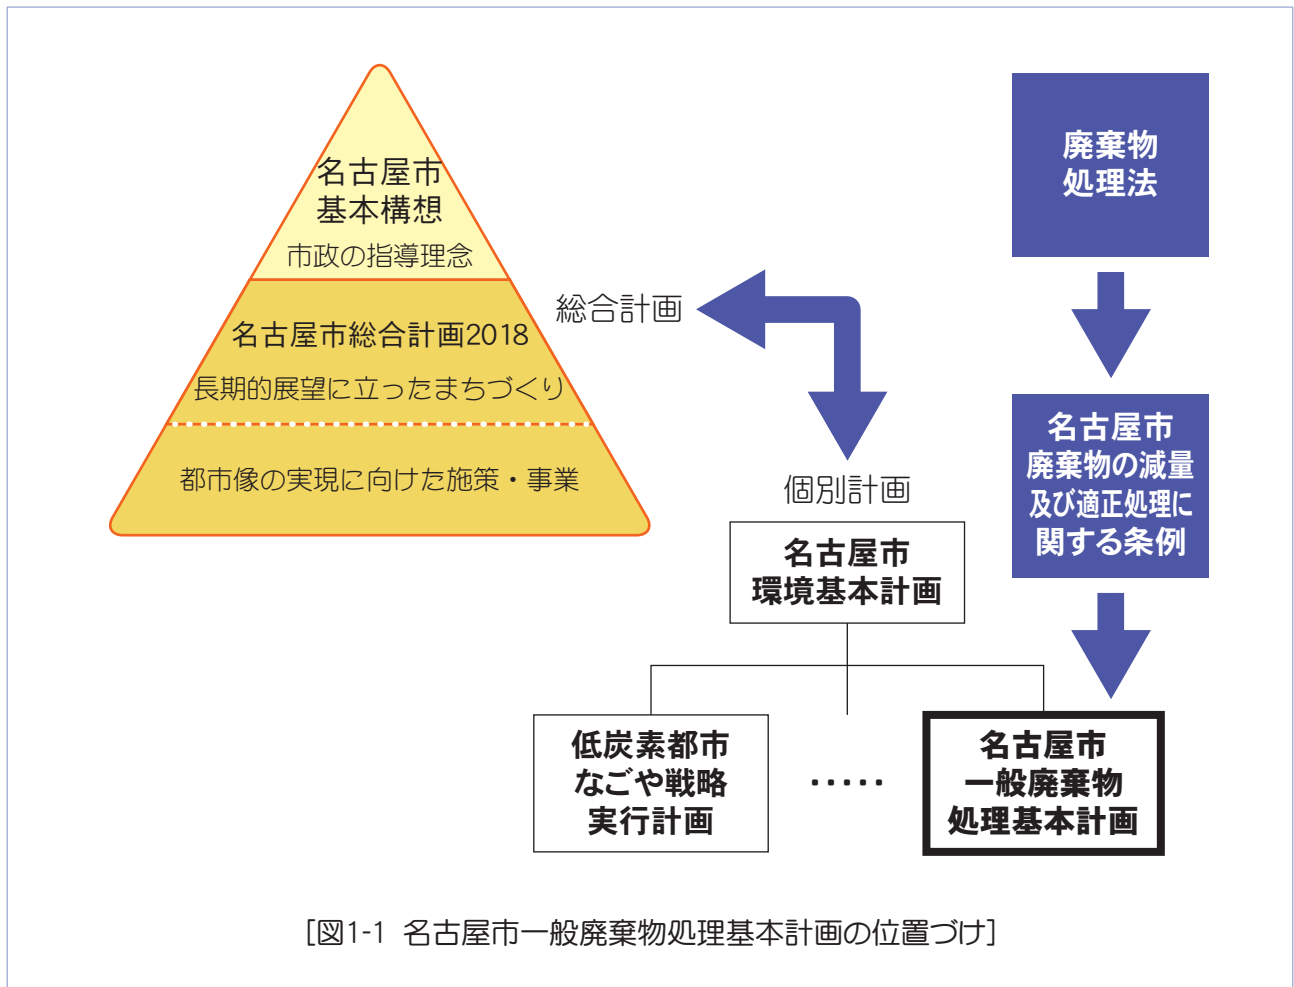 名古屋市
基本構想
市政の指導理念
名古屋市総合計画2018
長期的展望に立ったまちづくり
都市像の実現に向けた施策・事業
総合計画
個別計画
名古屋市
環境基本計画
低炭素都市
なごや戦略
実行計画
‥‥‥
名古屋市
一般廃棄物
処理基本計画
廃棄物
処理法
名古屋市
廃棄物の減量
及び適正処理に
関する条例
[図1-1 名古屋市一般廃棄物処理基本計画の位置づけ]